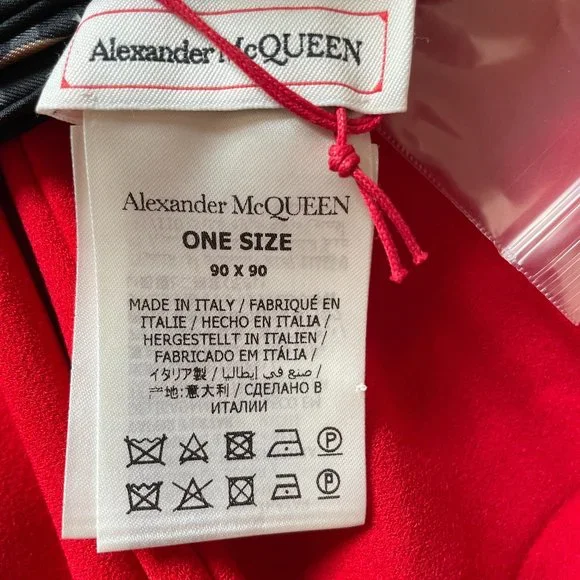 Alexander McQUEEN
Alexander McQUEEN
ONE SIZE
90 X 90
MADE IN ITALY / FABRIQUÉ EN
ITALIE / HECHO EN ITALIA /
HERGESTELLT IN ITALIEN /
FABRICADO EM ITÁLIA /
イタリア製 / صنع في إيطاليا /
产地:意大利 / СДЕЛАНО В
ИТАЛИИ
P
P